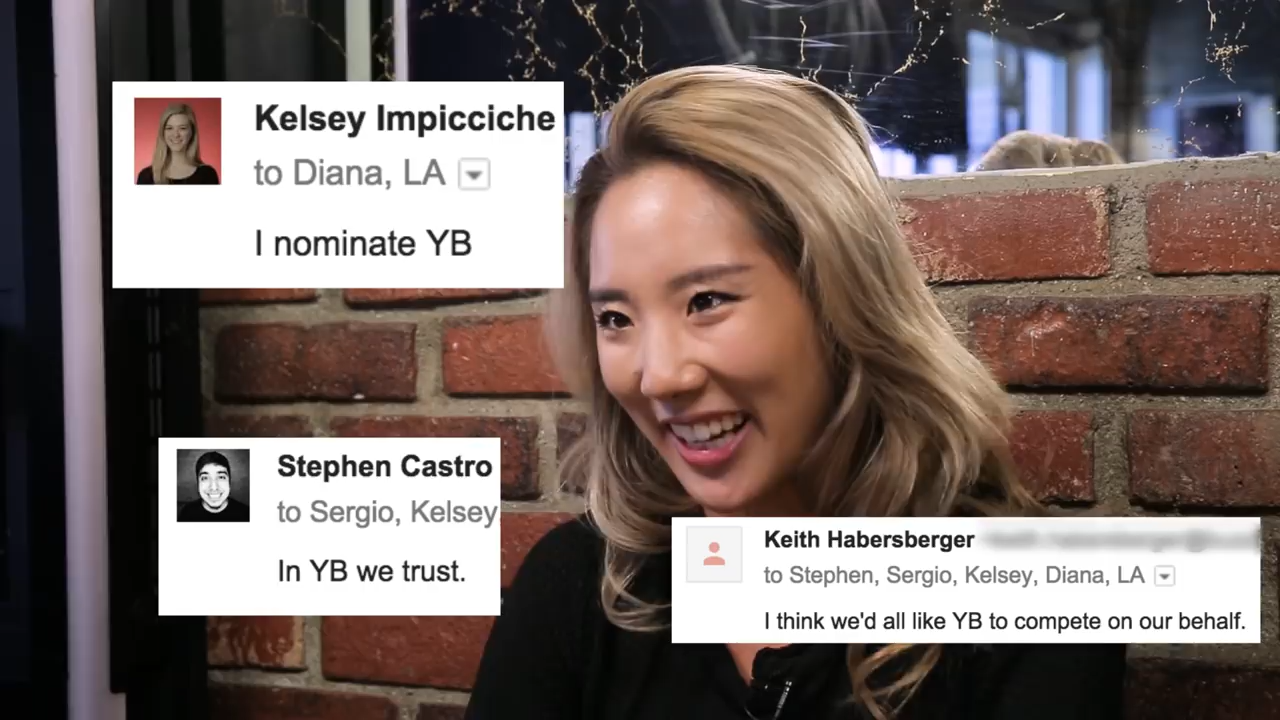 Kelsey Impicciche
to Diana, LA
I nominate YB
Stephen Castro
to Sergio, Kelsey
In YB we trust.
Keith Habersberger
to Stephen, Sergio, Kelsey, Diana, LA
I think we'd all like YB to compete on our behalf.